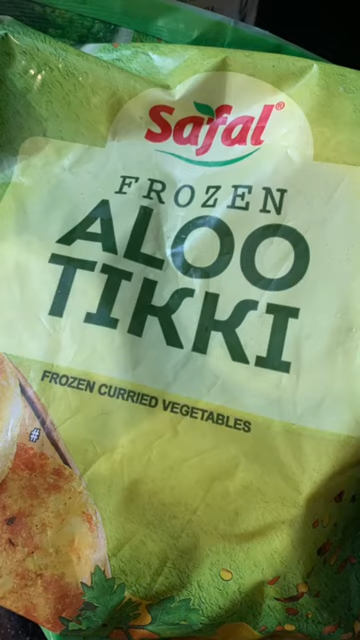 Safal®
FROZEN
ALOO
TIKKI
FROZEN CURRIED VEGETABLES
#